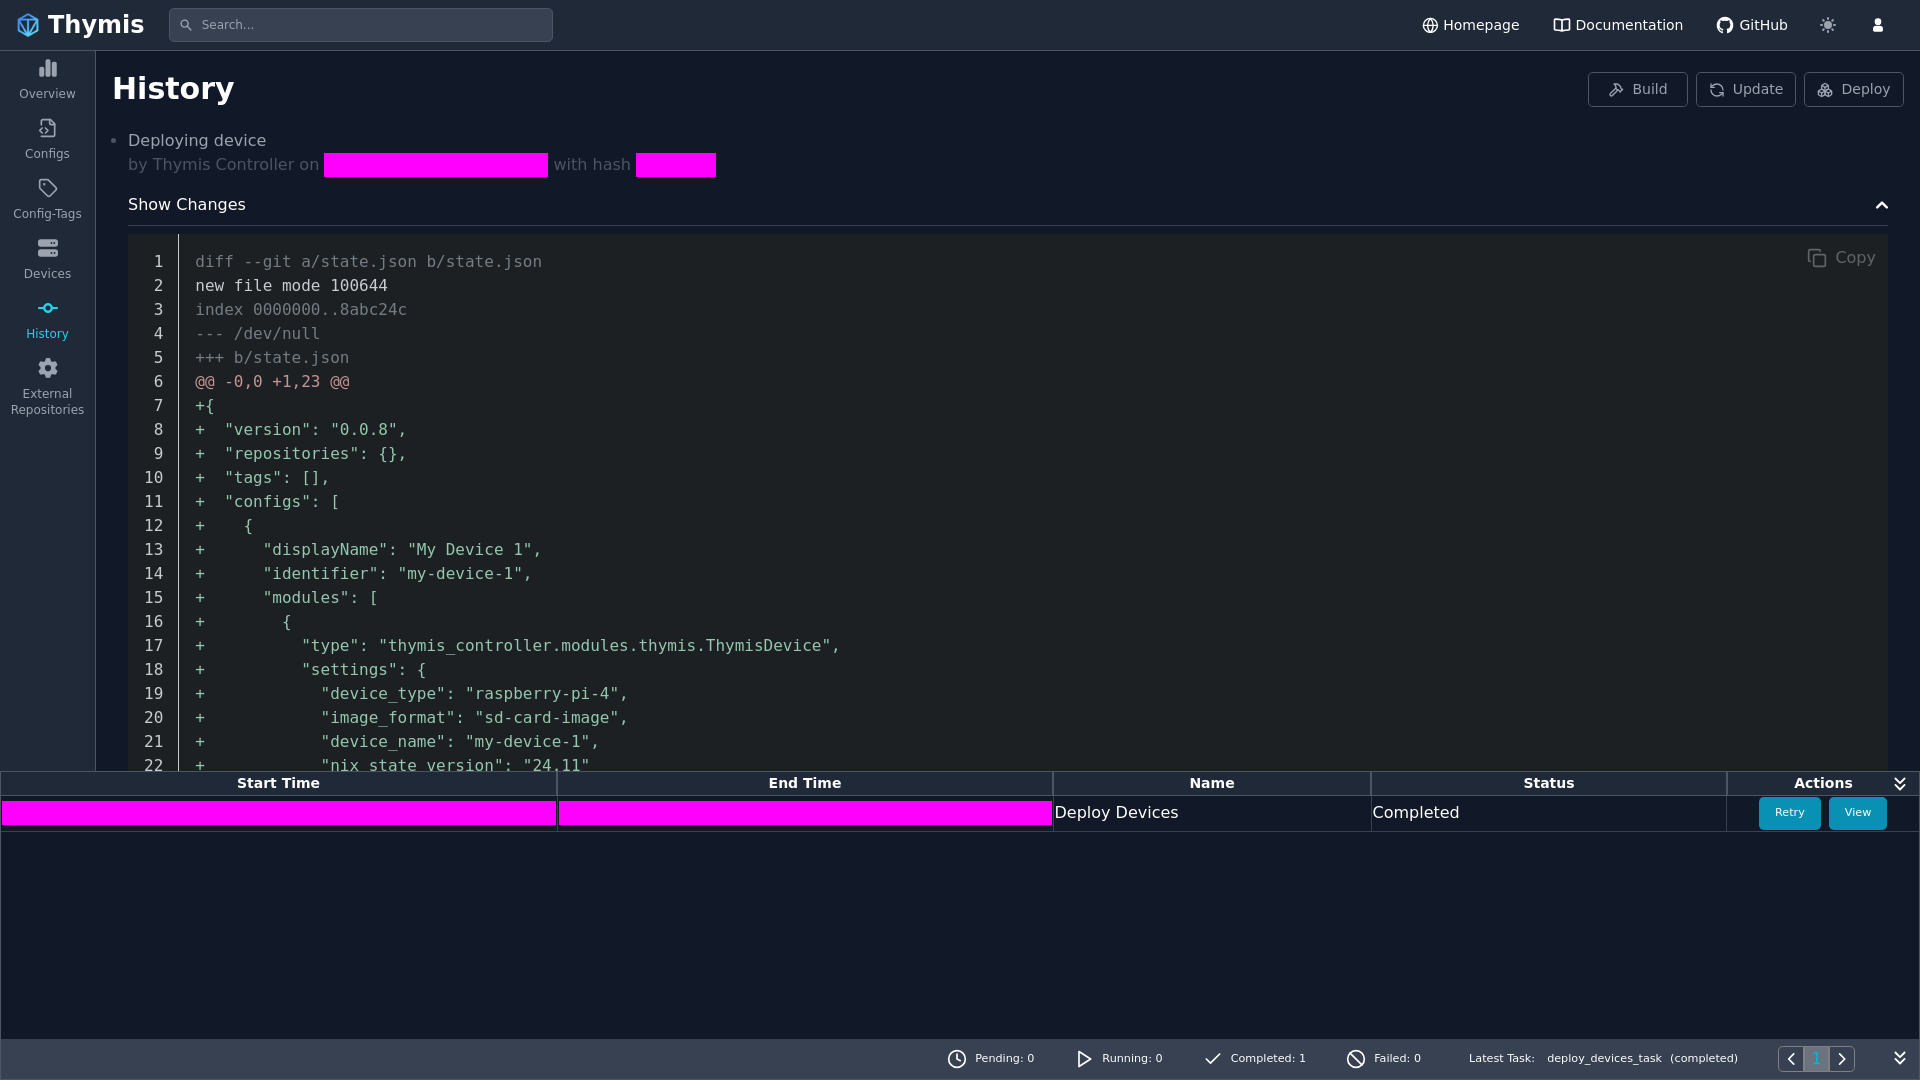 Thymis
Search...
Homepage
Documentation
GitHub
Overview
Configs
Config-Tags
Devices
History
External
Repositories
History
Build
Update
Deploy
Deploying device
by Thymis Controller on with hash
Show Changes
Copy
1 diff --git a/state.json b/state.json
2 new file mode 100644
3 index 0000000..8abc24c
4 --- /dev/null
5 +++ b/state.json
6 @@ -0,0 +1,23 @@
7 +{
8 +  "version": "0.0.8",
9 +  "repositories": {},
10 +  "tags": [],
11 +  "configs": [
12 +    {
13 +      "displayName": "My Device 1",
14 +      "identifier": "my-device-1",
15 +      "modules": [
16 +        {
17 +          "type": "thymis_controller.modules.thymis.ThymisDevice",
18 +          "settings": {
19 +            "device_type": "raspberry-pi-4",
20 +            "image_format": "sd-card-image",
21 +            "device_name": "my-device-1",
22 +            "nix_state_version": "24.11"
Start Time End Time Name Status Actions
Deploy Devices Completed Retry View
Pending: 0 Running: 0 Completed: 1 Failed: 0 Latest Task: deploy_devices_task (completed) 1